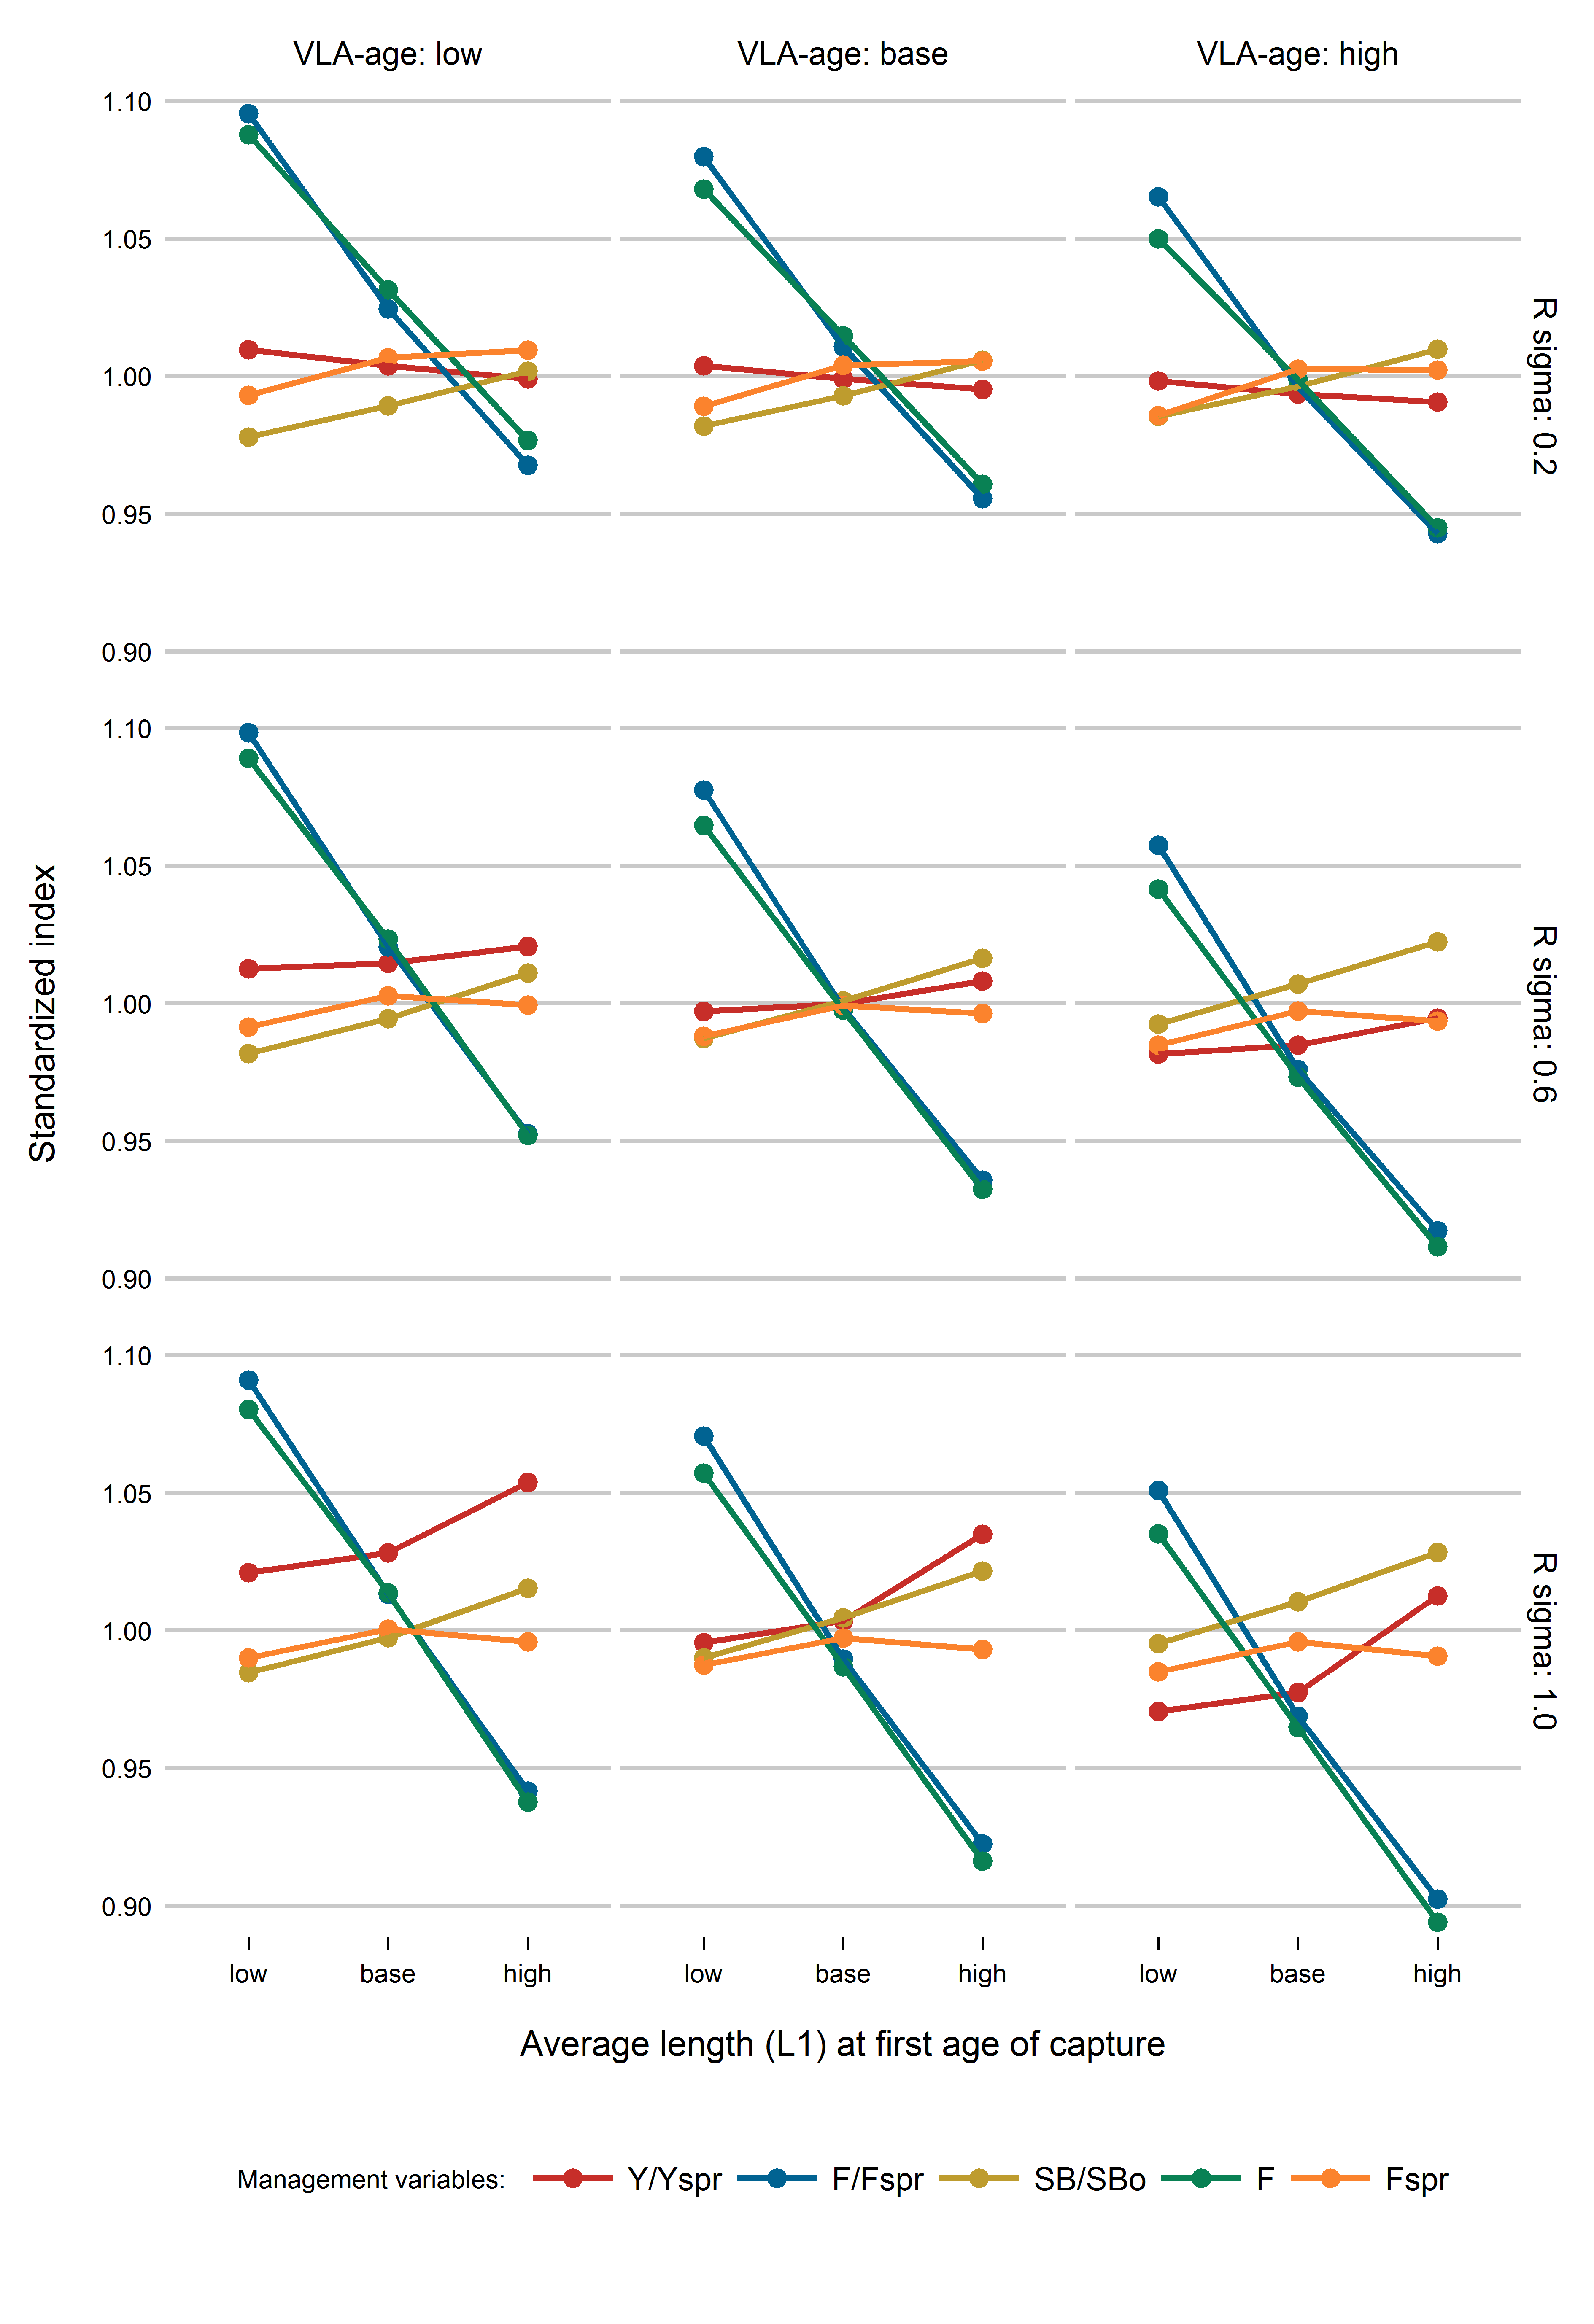 VLA-age: low VLA-age: base VLA-age: high
1.10
1.05
1.00
0.95
0.90
R sigma: 0.2
1.10
1.05
1.00
0.95
0.90
R sigma: 0.6
Standardized index
1.10
1.05
1.00
0.95
0.90
R sigma: 1.0
low base high low base high low base high
Average length (L1) at first age of capture
Management variables: Y/Yspr F/Fspr SB/SBo F Fspr